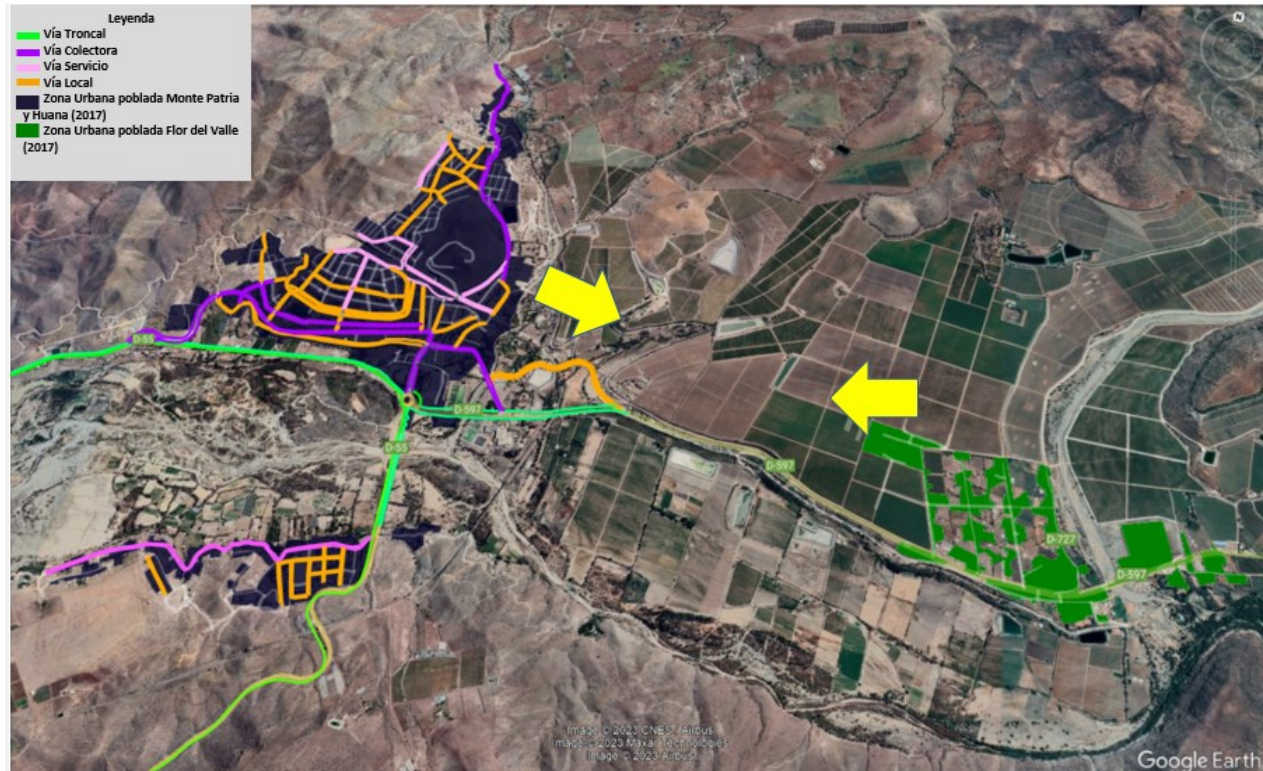 Leyenda
Vía Troncal
Vía Colectora
Vía Servicio
Vía Local
Zona Urbana poblada Monte Patria
y Huana (2017)
Zona Urbana poblada Flor del Valle
(2017)
N
D-55
D-597
D-55
D-597
D-727
D-597
Image © 2023 CNES / Airbus
Image © 2023 Maxar Technologies
Image © 2023 Airbus
Google Earth